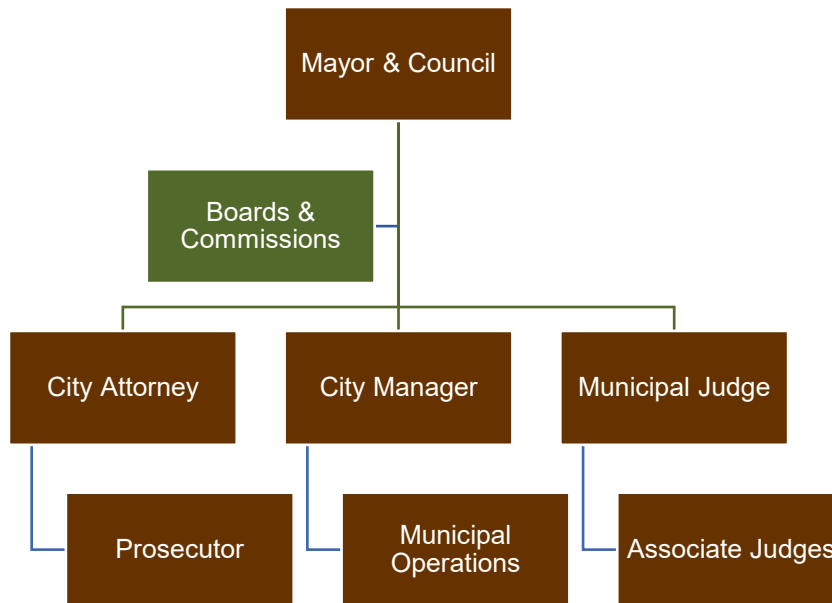 Mayor & Council
Boards &
Commissions
City Attorney
City Manager
Municipal Judge
Prosecutor
Municipal
Operations
Associate Judges